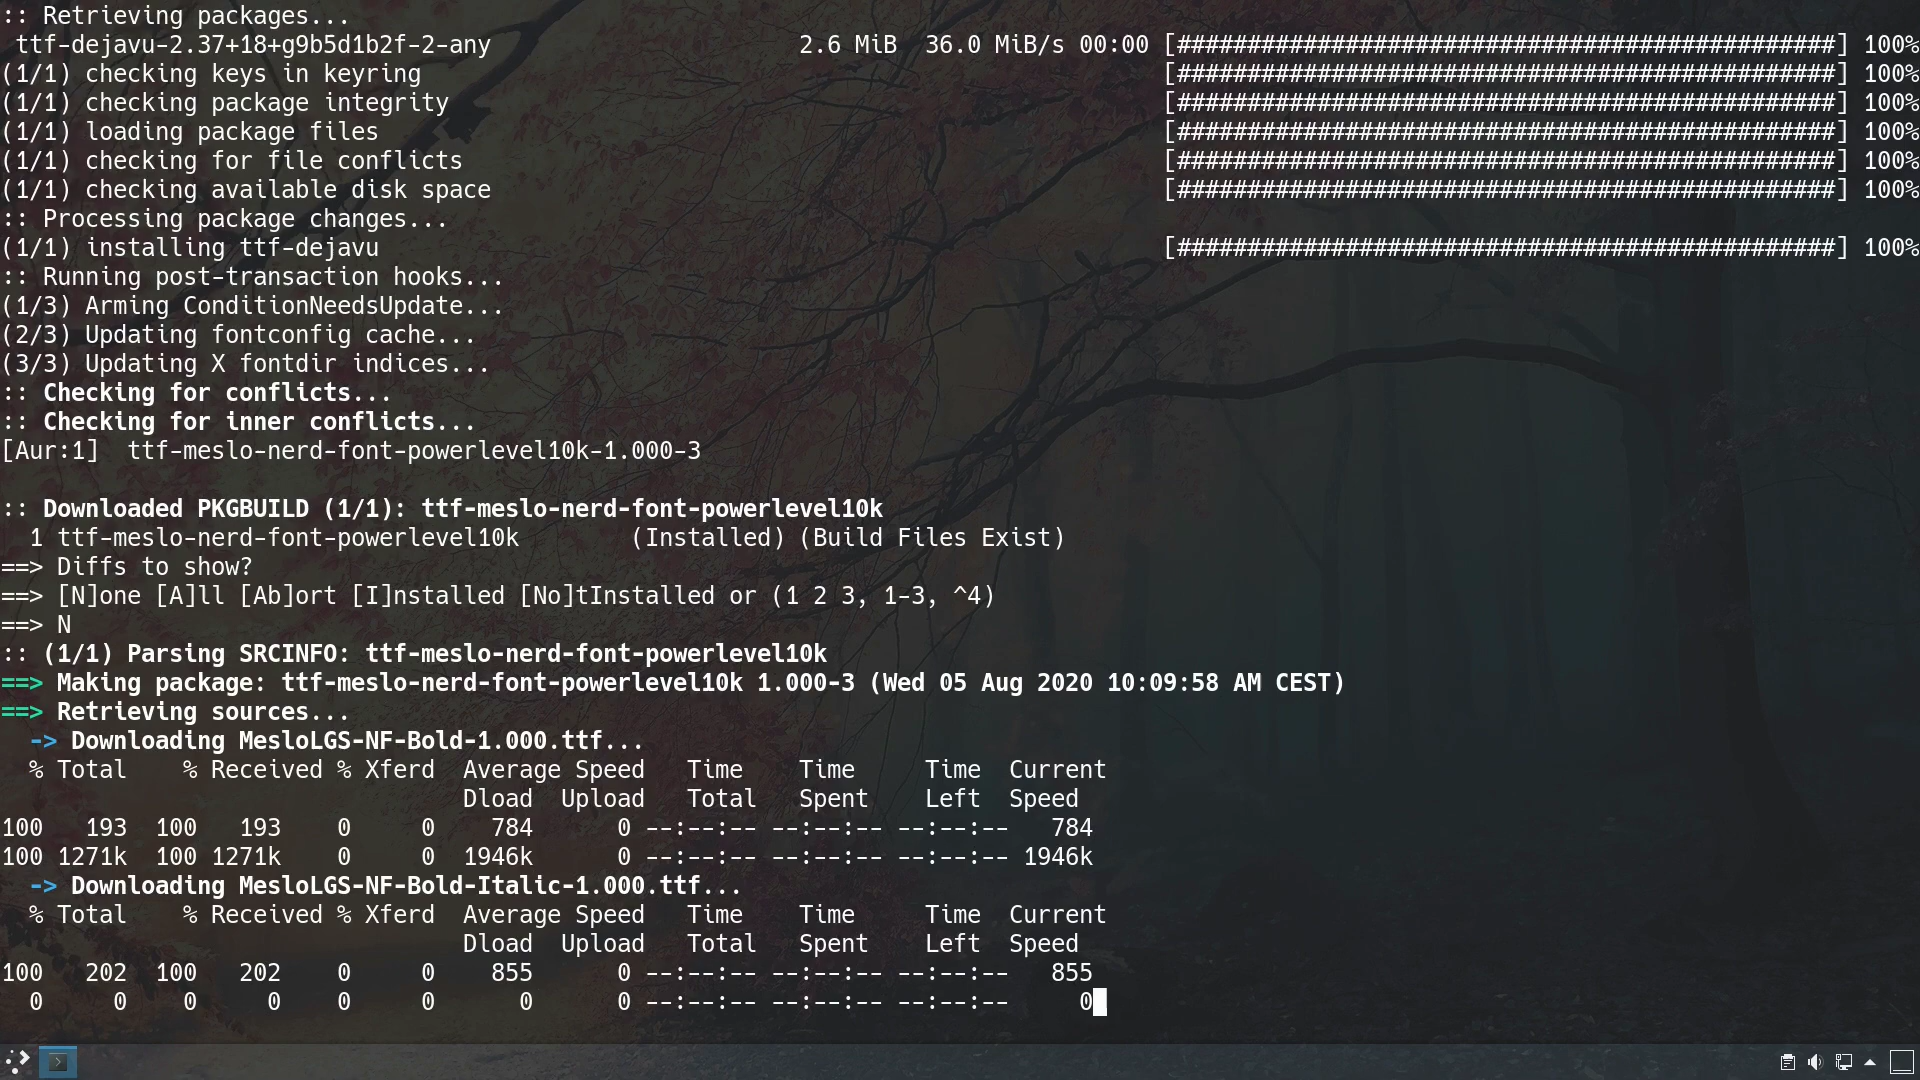 :: Retrieving packages...
 ttf-dejavu-2.37+18+g9b5d1b2f-2-any                      2.6 MiB  36.0 MiB/s 00:00 [###############################################] 100%
(1/1) checking keys in keyring                                                     [###############################################] 100%
(1/1) checking package integrity                                                   [###############################################] 100%
(1/1) loading package files                                                        [###############################################] 100%
(1/1) checking for file conflicts                                                  [###############################################] 100%
(1/1) checking available disk space                                                [###############################################] 100%
:: Processing package changes...
(1/1) installing ttf-dejavu                                                        [###############################################] 100%
:: Running post-transaction hooks...
(1/3) Arming ConditionNeedsUpdate...
(2/3) Updating fontconfig cache...
(3/3) Updating X fontdir indices...
:: Checking for conflicts...
:: Checking for inner conflicts...
[Aur:1]  ttf-meslo-nerd-font-powerlevel10k-1.000-3

:: Downloaded PKGBUILD (1/1): ttf-meslo-nerd-font-powerlevel10k
  1 ttf-meslo-nerd-font-powerlevel10k        (Installed) (Build Files Exist)
==> Diffs to show?
==> [N]one [A]ll [Ab]ort [I]nstalled [No]tInstalled or (1 2 3, 1-3, ^4)
==> N
:: (1/1) Parsing SRCINFO: ttf-meslo-nerd-font-powerlevel10k
==> Making package: ttf-meslo-nerd-font-powerlevel10k 1.000-3 (Wed 05 Aug 2020 10:09:58 AM CEST)
==> Retrieving sources...
  -> Downloading MesloLGS-NF-Bold-1.000.ttf...
  % Total    % Received % Xferd  Average Speed   Time    Time     Time  Current
                                 Dload  Upload   Total   Spent    Left  Speed
100   193  100   193    0     0    784      0 --:--:-- --:--:-- --:--:--   784
100 1271k  100 1271k    0     0  1946k      0 --:--:-- --:--:-- --:--:-- 1946k
  -> Downloading MesloLGS-NF-Bold-Italic-1.000.ttf...
  % Total    % Received % Xferd  Average Speed   Time    Time     Time  Current
                                 Dload  Upload   Total   Spent    Left  Speed
100   202  100   202    0     0    855      0 --:--:-- --:--:-- --:--:--   855
  0     0    0     0    0     0      0      0 --:--:-- --:--:-- --:--:--     0